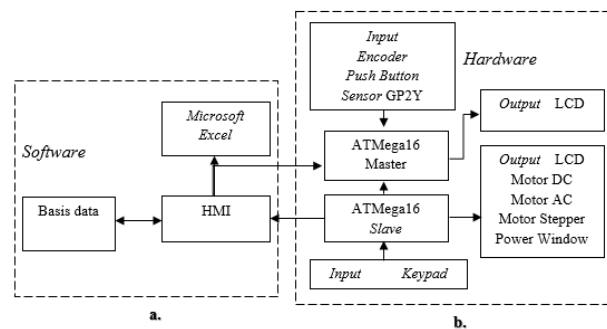 Software
Microsoft
Excel
Basis data
HMI
a.
Input
Encoder
Push Button
Sensor GP2Y
Hardware
ATMega16
Master
Output LCD
ATMega16
Slave
Output LCD
Motor DC
Motor AC
Motor Stepper
Power Window
Input Keypad
b.